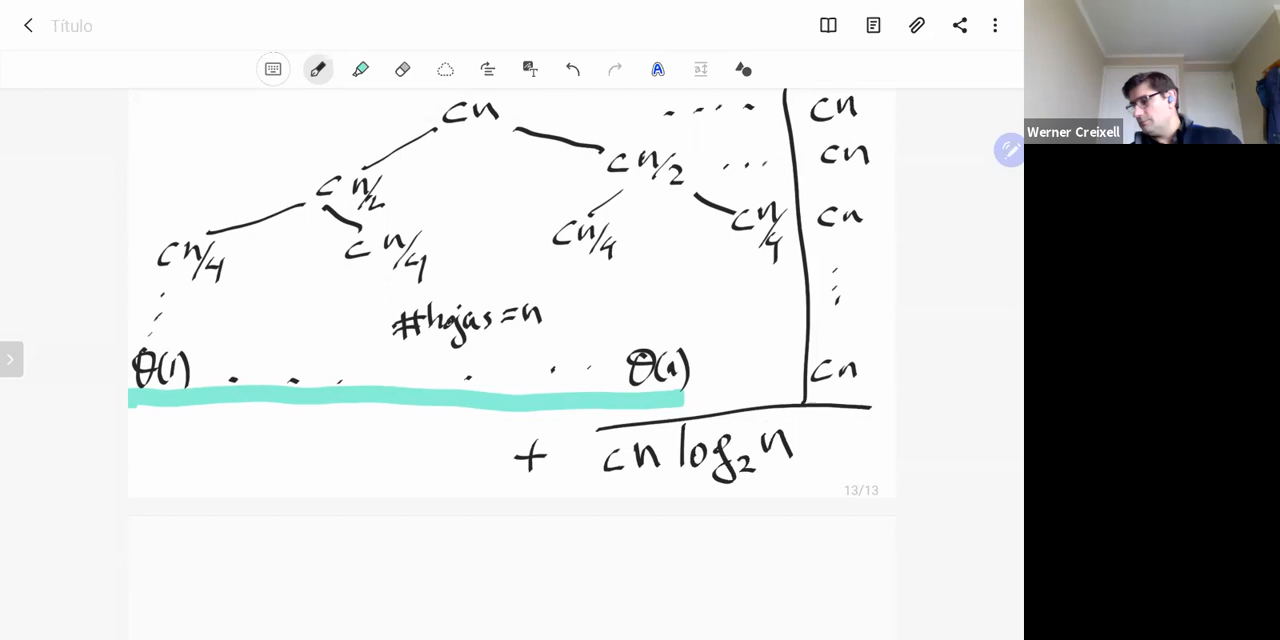 Título
cn .... cn
cn/2 cn/2 ... cn
cn/4 cn/4 cn/4 cn/4 cn
#hojas = n
Θ(1) Θ(1) cn
+ cn log₂ n
13/13
Werner Creixell